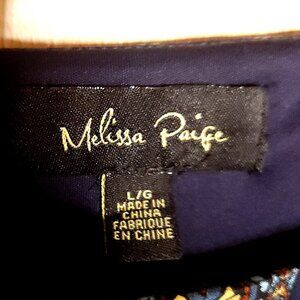 Melissa Paige
L/G
MADE IN
CHINA
FABRIQUE
EN CHINE